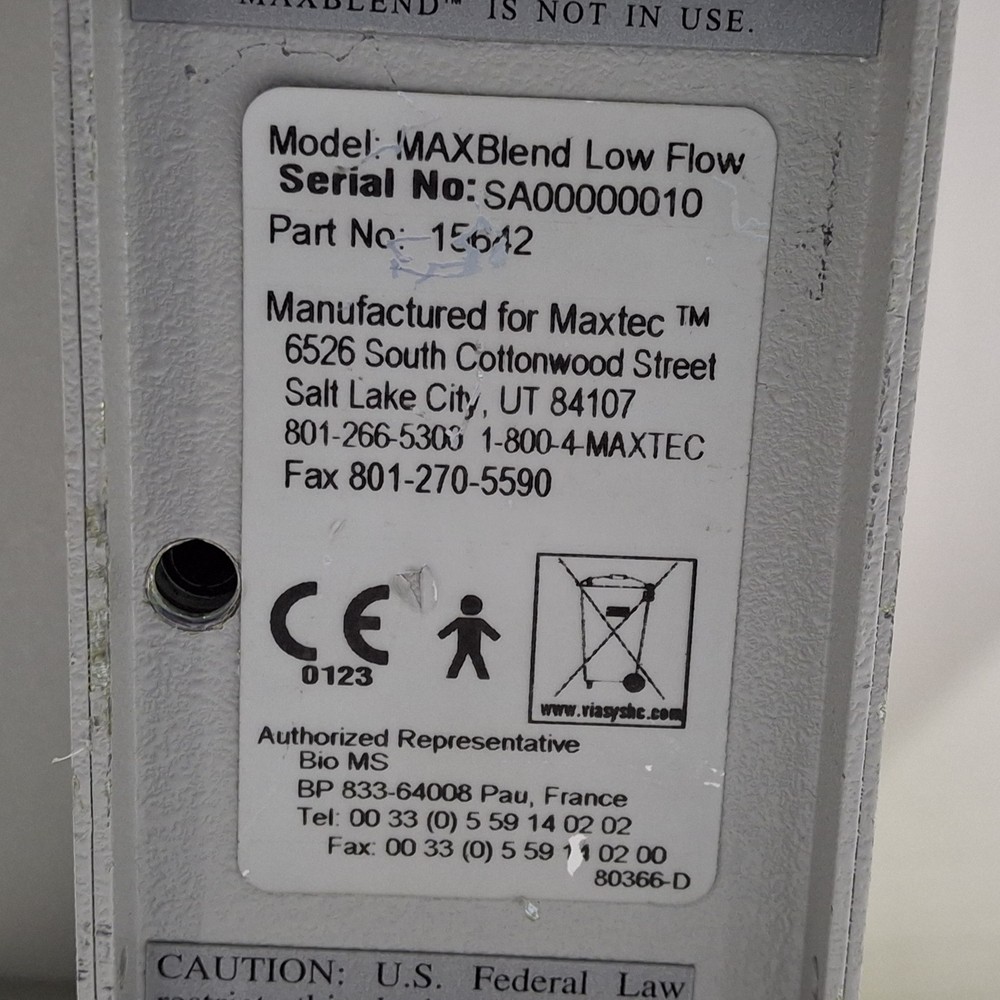 MAXBLEND™ IS NOT IN USE.
Model: MAXBlend Low Flow
Serial No: SA00000010
Part No: 15642
Manufactured for Maxtec ™
6526 South Cottonwood Street
Salt Lake City, UT 84107
801-266-5300 1-800-4-MAXTEC
Fax 801-270-5590
CE
0123
www.viasyshc.com
Authorized Representative
Bio MS
BP 833-64008 Pau, France
Tel: 00 33 (0) 5 59 14 02 02
Fax: 00 33 (0) 5 59 14 02 00
80366-D
CAUTION: U.S. Federal Law